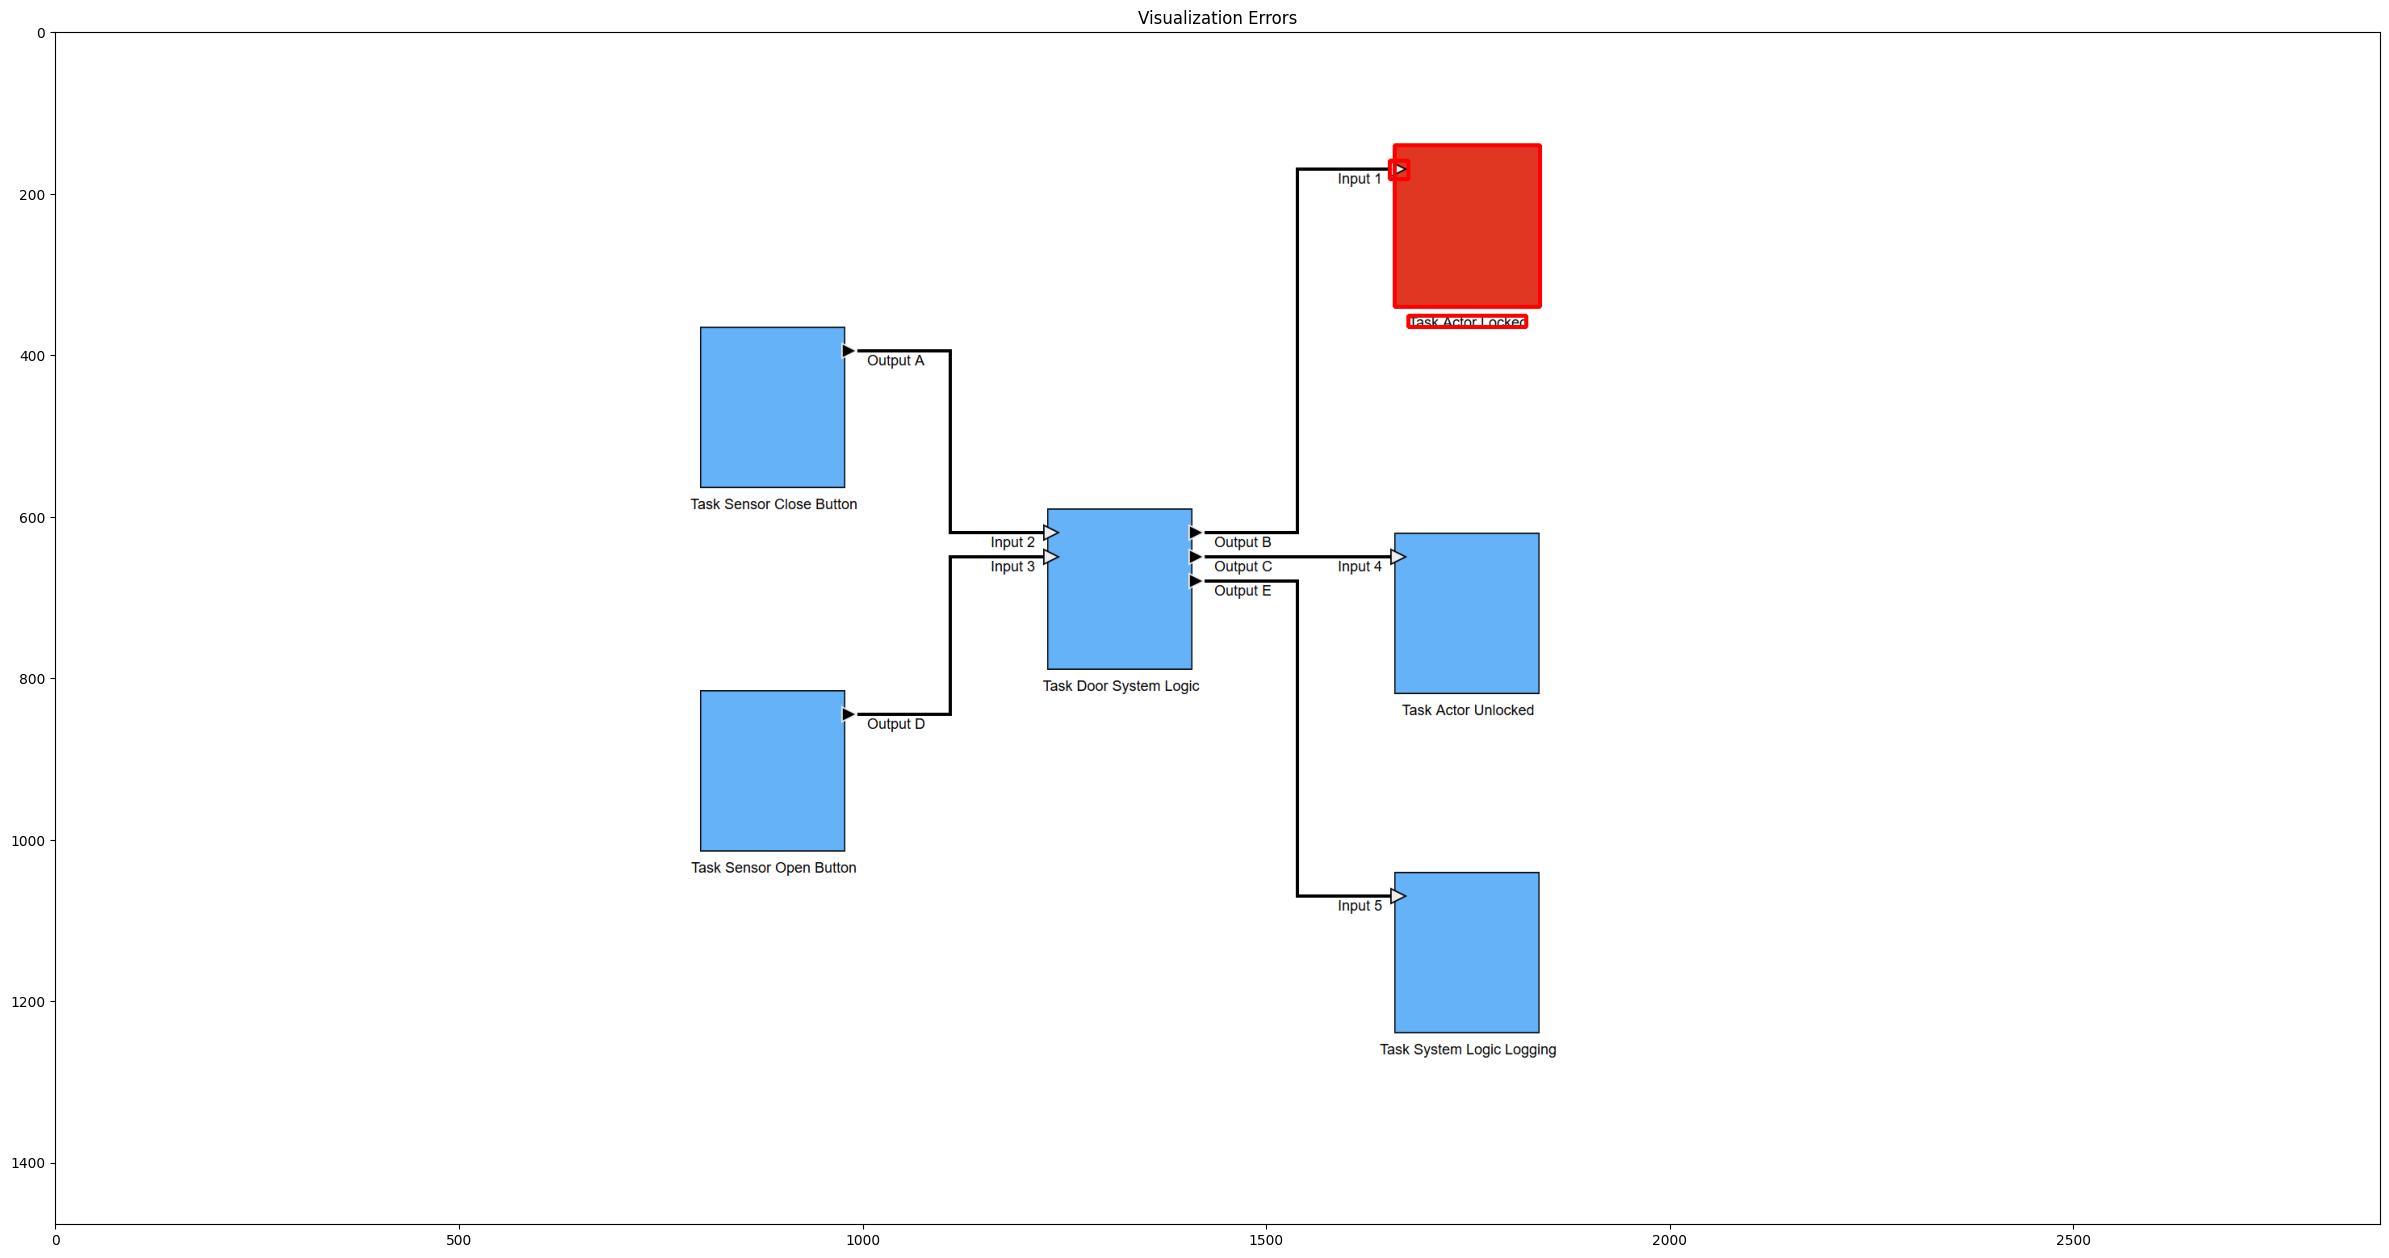 Visualization Errors
0
200
400
600
800
1000
1200
1400
Input 1
Task Actor Locked
Output A
Task Sensor Close Button
Input 2
Input 3
Output B
Output C
Output E
Input 4
Task Door System Logic
Task Actor Unlocked
Output D
Task Sensor Open Button
Input 5
Task System Logic Logging
0
500
1000
1500
2000
2500